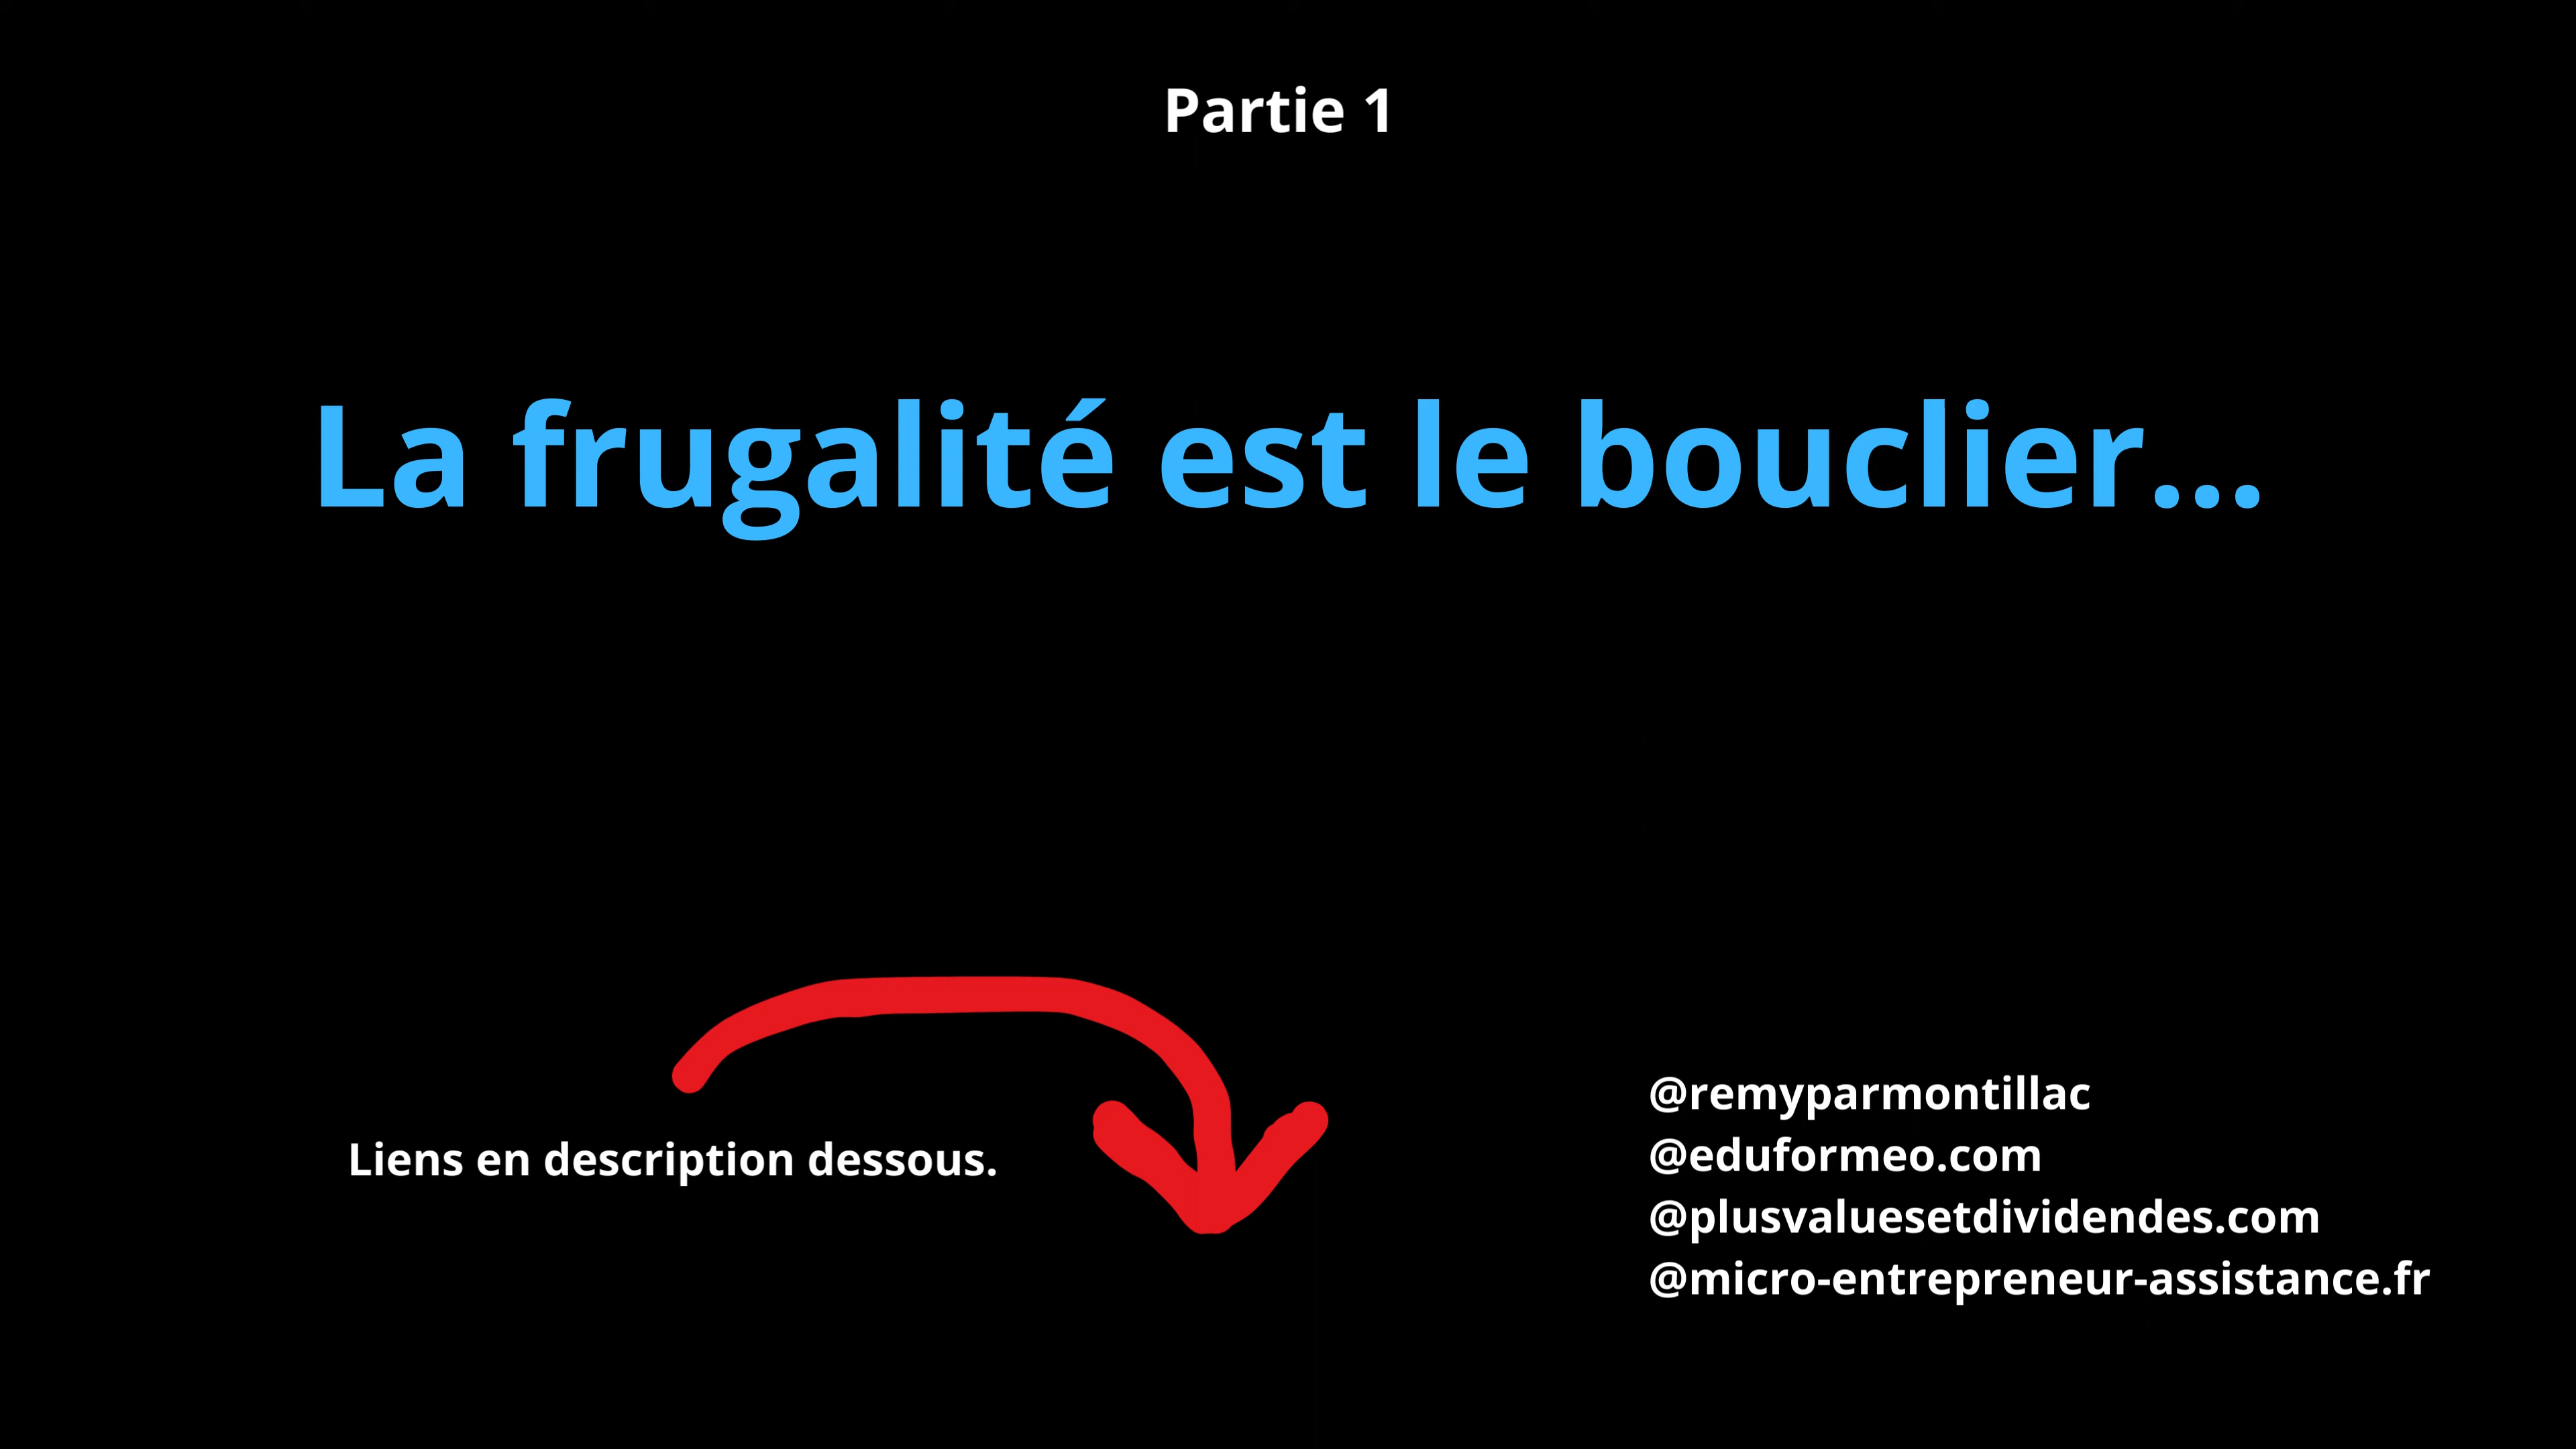 Partie 1
La frugalité est le bouclier...
Liens en description dessous.
@remyparmontillac
@eduformeo.com
@plusvaluesetdividendes.com
@micro-entrepreneur-assistance.fr